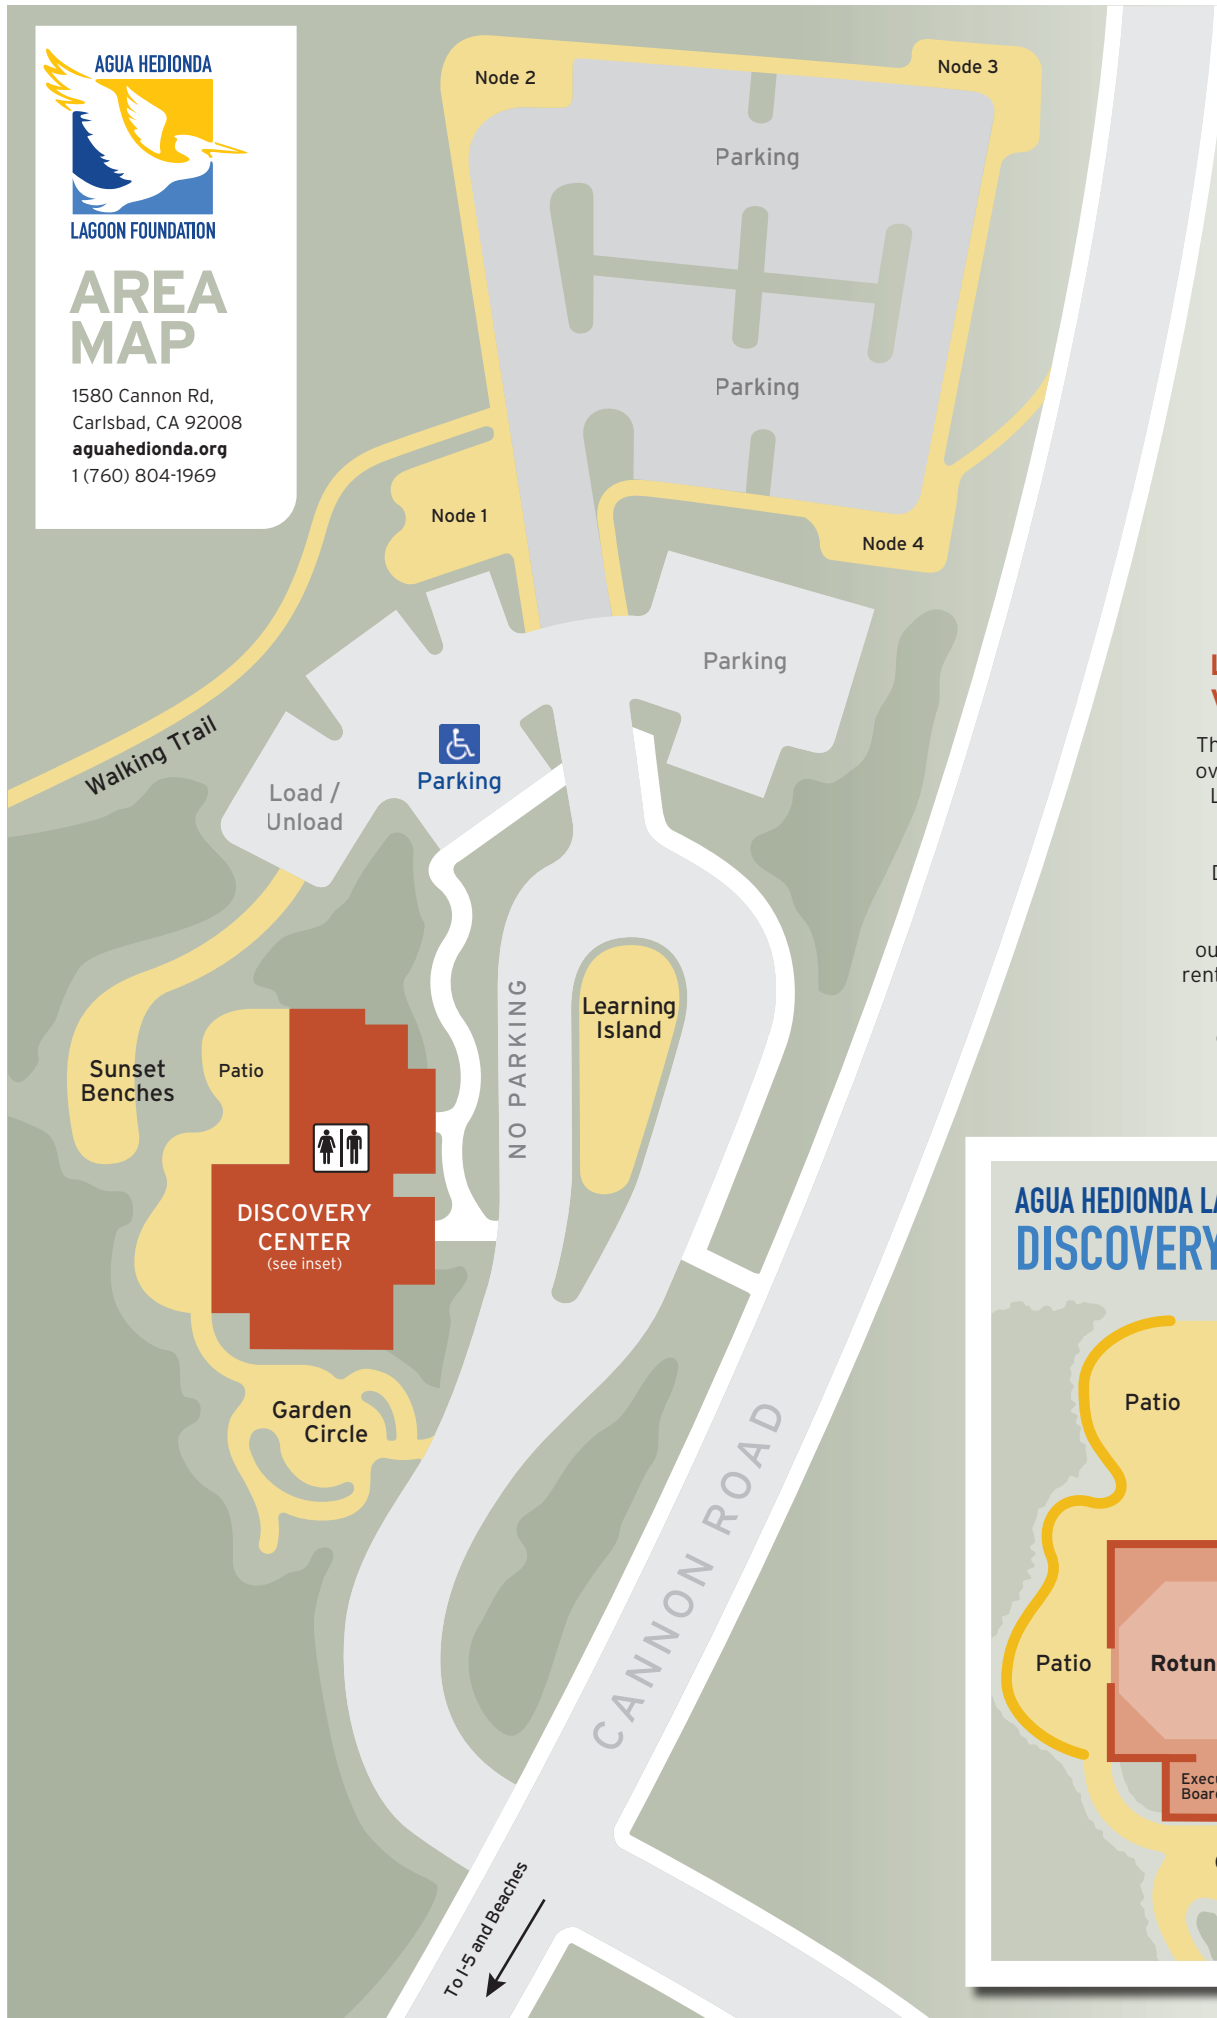 AGUA HEDIONDA
LAGOON FOUNDATION
AREA
MAP
1580 Cannon Rd,
Carlsbad, CA 92008
aguahedionda.org
1 (760) 804-1969
Node 2
Node 3
Parking
Parking
Node 1
Node 4
Parking
Walking Trail
Parking
Load /
Unload
NO PARKING
Learning
Island
Sunset
Benches
Patio
DISCOVERY
CENTER
(see inset)
Garden
Circle
CANNON ROAD
To I-5 and Beaches
AGUA HEDIONDA
DISCOVERY
Patio
Patio